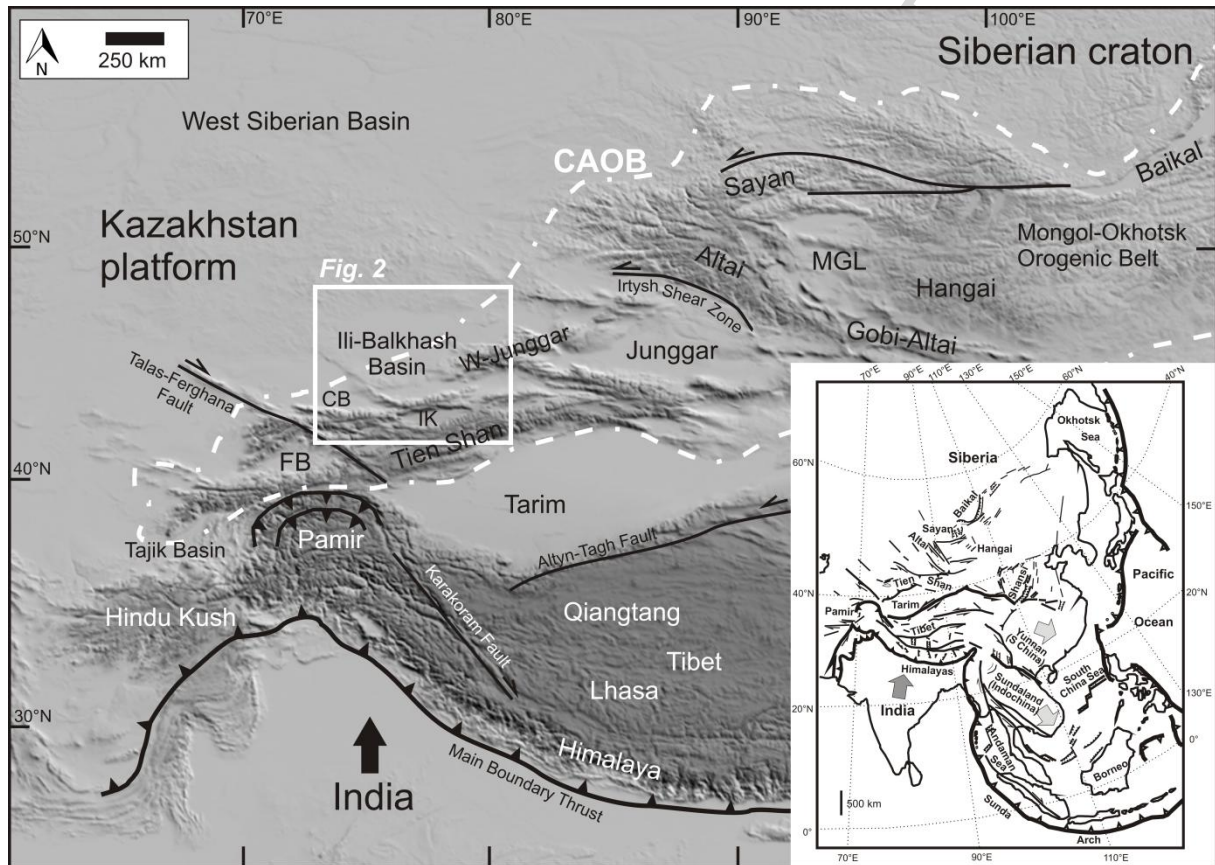 70°E
80°E
90°E
100°E
N
250 km
Siberian craton
West Siberian Basin
CAOB
Sayan
Baikal
Kazakhstan
platform
50°N
Mongol-Okhotsk
Orogenic Belt
Fig. 2
Altai
MGL
Hangai
Irtysh Shear Zone
Gobi-Altai
Ili-Balkhash
Basin
W-Junggar
Junggar
Talas-Ferghana
Fault
CB
IK
Tien Shan
FB
40°N
Tarim
Tajik Basin
Pamir
Altyn-Tagh Fault
Hindu Kush
Karakoram Fault
Qiangtang
Tibet
Lhasa
30°N
Himalaya
Main Boundary Thrust
India
70°E
90°E
110°E
130°E
150°E
60°N
40°N
Okhotsk
Sea
Siberia
60°N
150°E
Baikal
Sayan
Altai
Hangai
Tien Shan
Shansi
Pacific
40°N
Pamir
Tarim
20°N
Tibet
Yunnan
(S China)
Ocean
Himalayas
South
China Sea
Sundaland
(Indochina)
130°E
20°N
India
0°
Andaman
Sea
Borneo
500 km
Sunda
Arch
0°
70°E
90°E
110°E